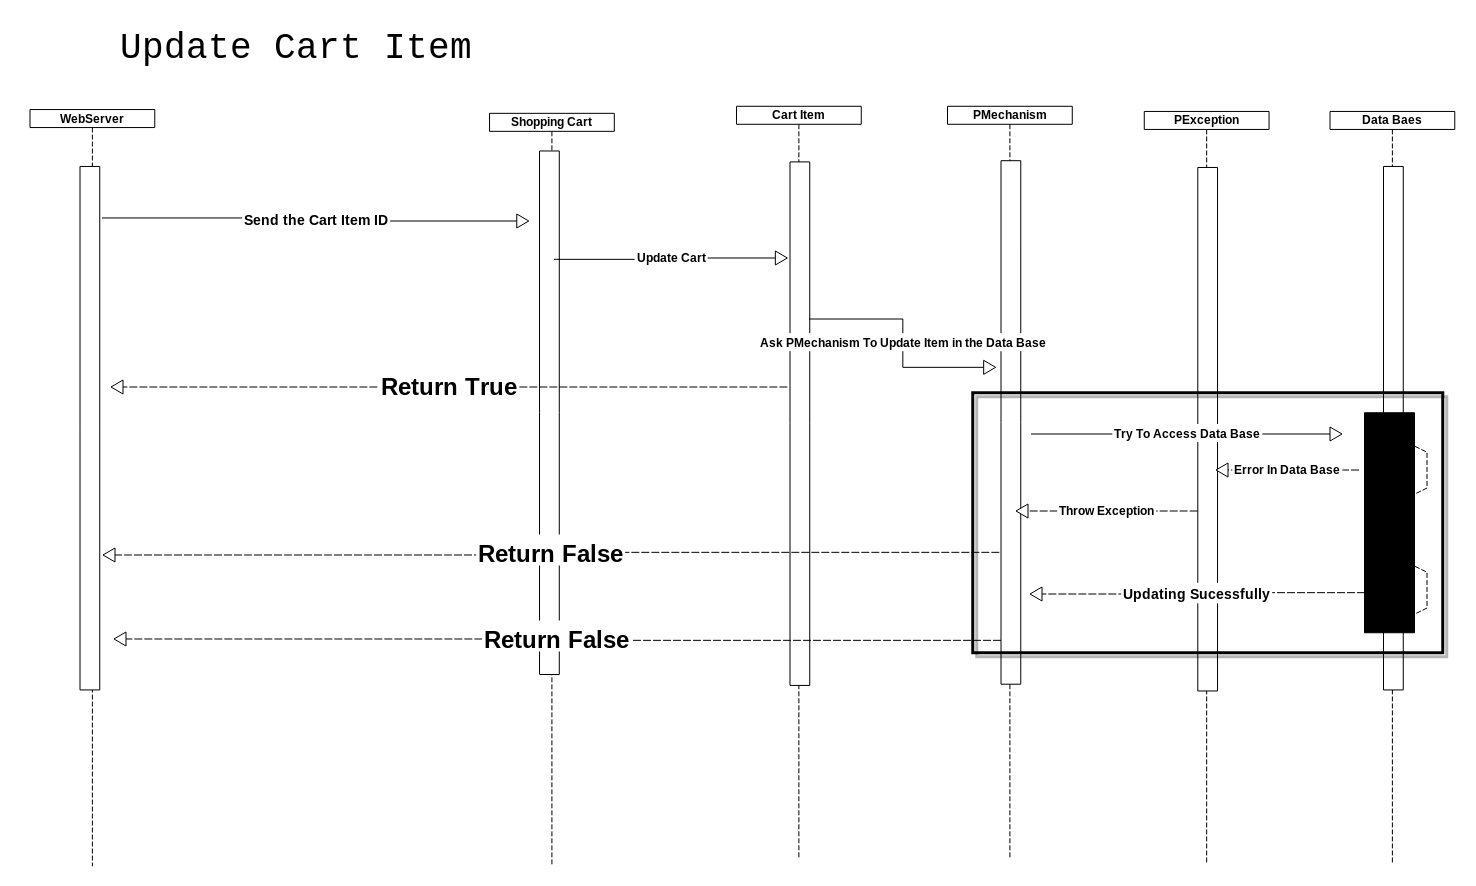 Update Cart Item
WebServer
Shopping Cart
Cart Item
PMechanism
PException
Data Baes
Send the Cart Item ID
Update Cart
Ask PMechanism To Update Item in the Data Base
Return True
Try To Access Data Base
Error In Data Base
Throw Exception
Return False
Updating Sucessfully
Return False